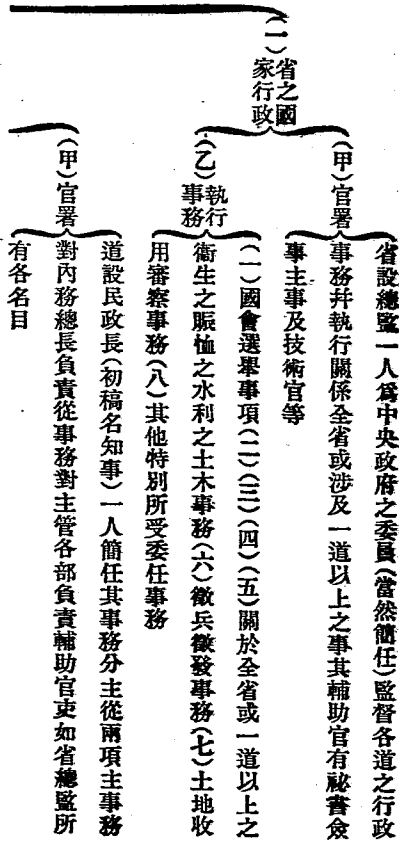 (一)省之國
家行政
(甲)官署
省設總監一人爲中央政府之委員(當然簡任)監督各道之行政
事務幷執行關係全省或涉及一道以上之事其輔助官有祕書僉
事主事及技術官等
(乙)執行
事務
(一)國會選舉事項(二)(三)(四)(五)關於全省或一道以上之
衞生之賑恤之水利之土木事務(六)徵兵徵發事務(七)土地收
用審察事務(八)其他特別所受委任事務
(甲)官署
道設民政長(初稿名知事)一人簡任其事務分主從兩項主事務
對內務總長負責從事務對主管各部負責輔助官吏如省總監所
有各名目